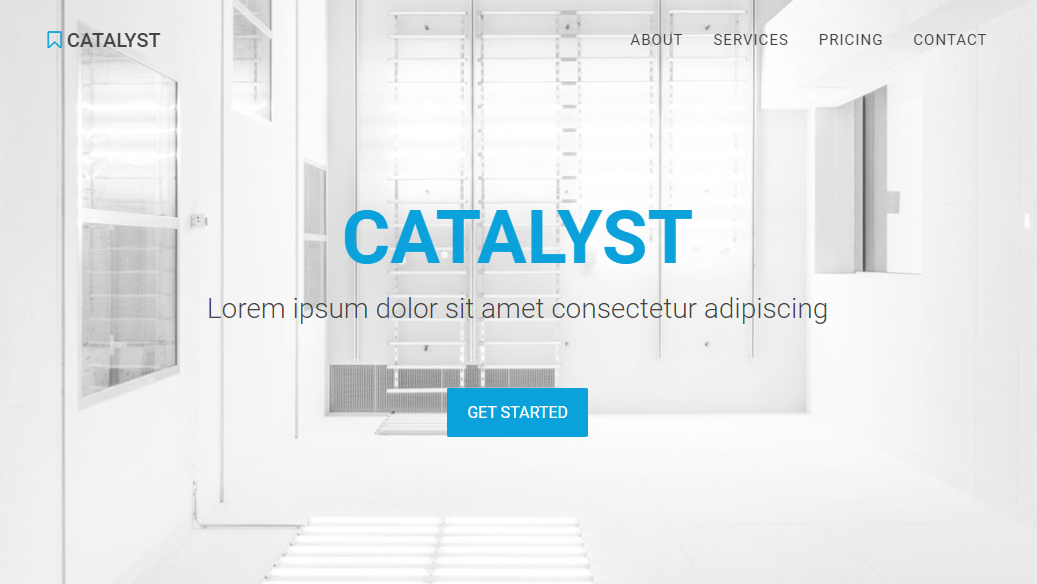 CATALYST
ABOUT
SERVICES
PRICING
CONTACT
CATALYST
Lorem ipsum dolor sit amet consectetur adipiscing
GET STARTED